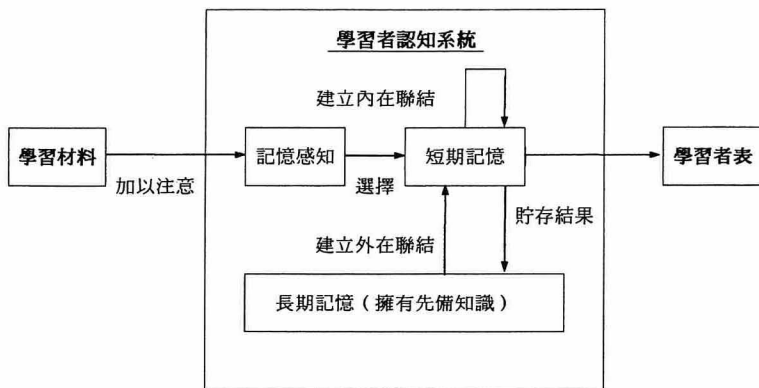 學習者認知系統
建立內在聯結
學習材料
記憶感知
短期記憶
學習者表
加以注意
選擇
貯存結果
建立外在聯結
長期記憶（擁有先備知識）